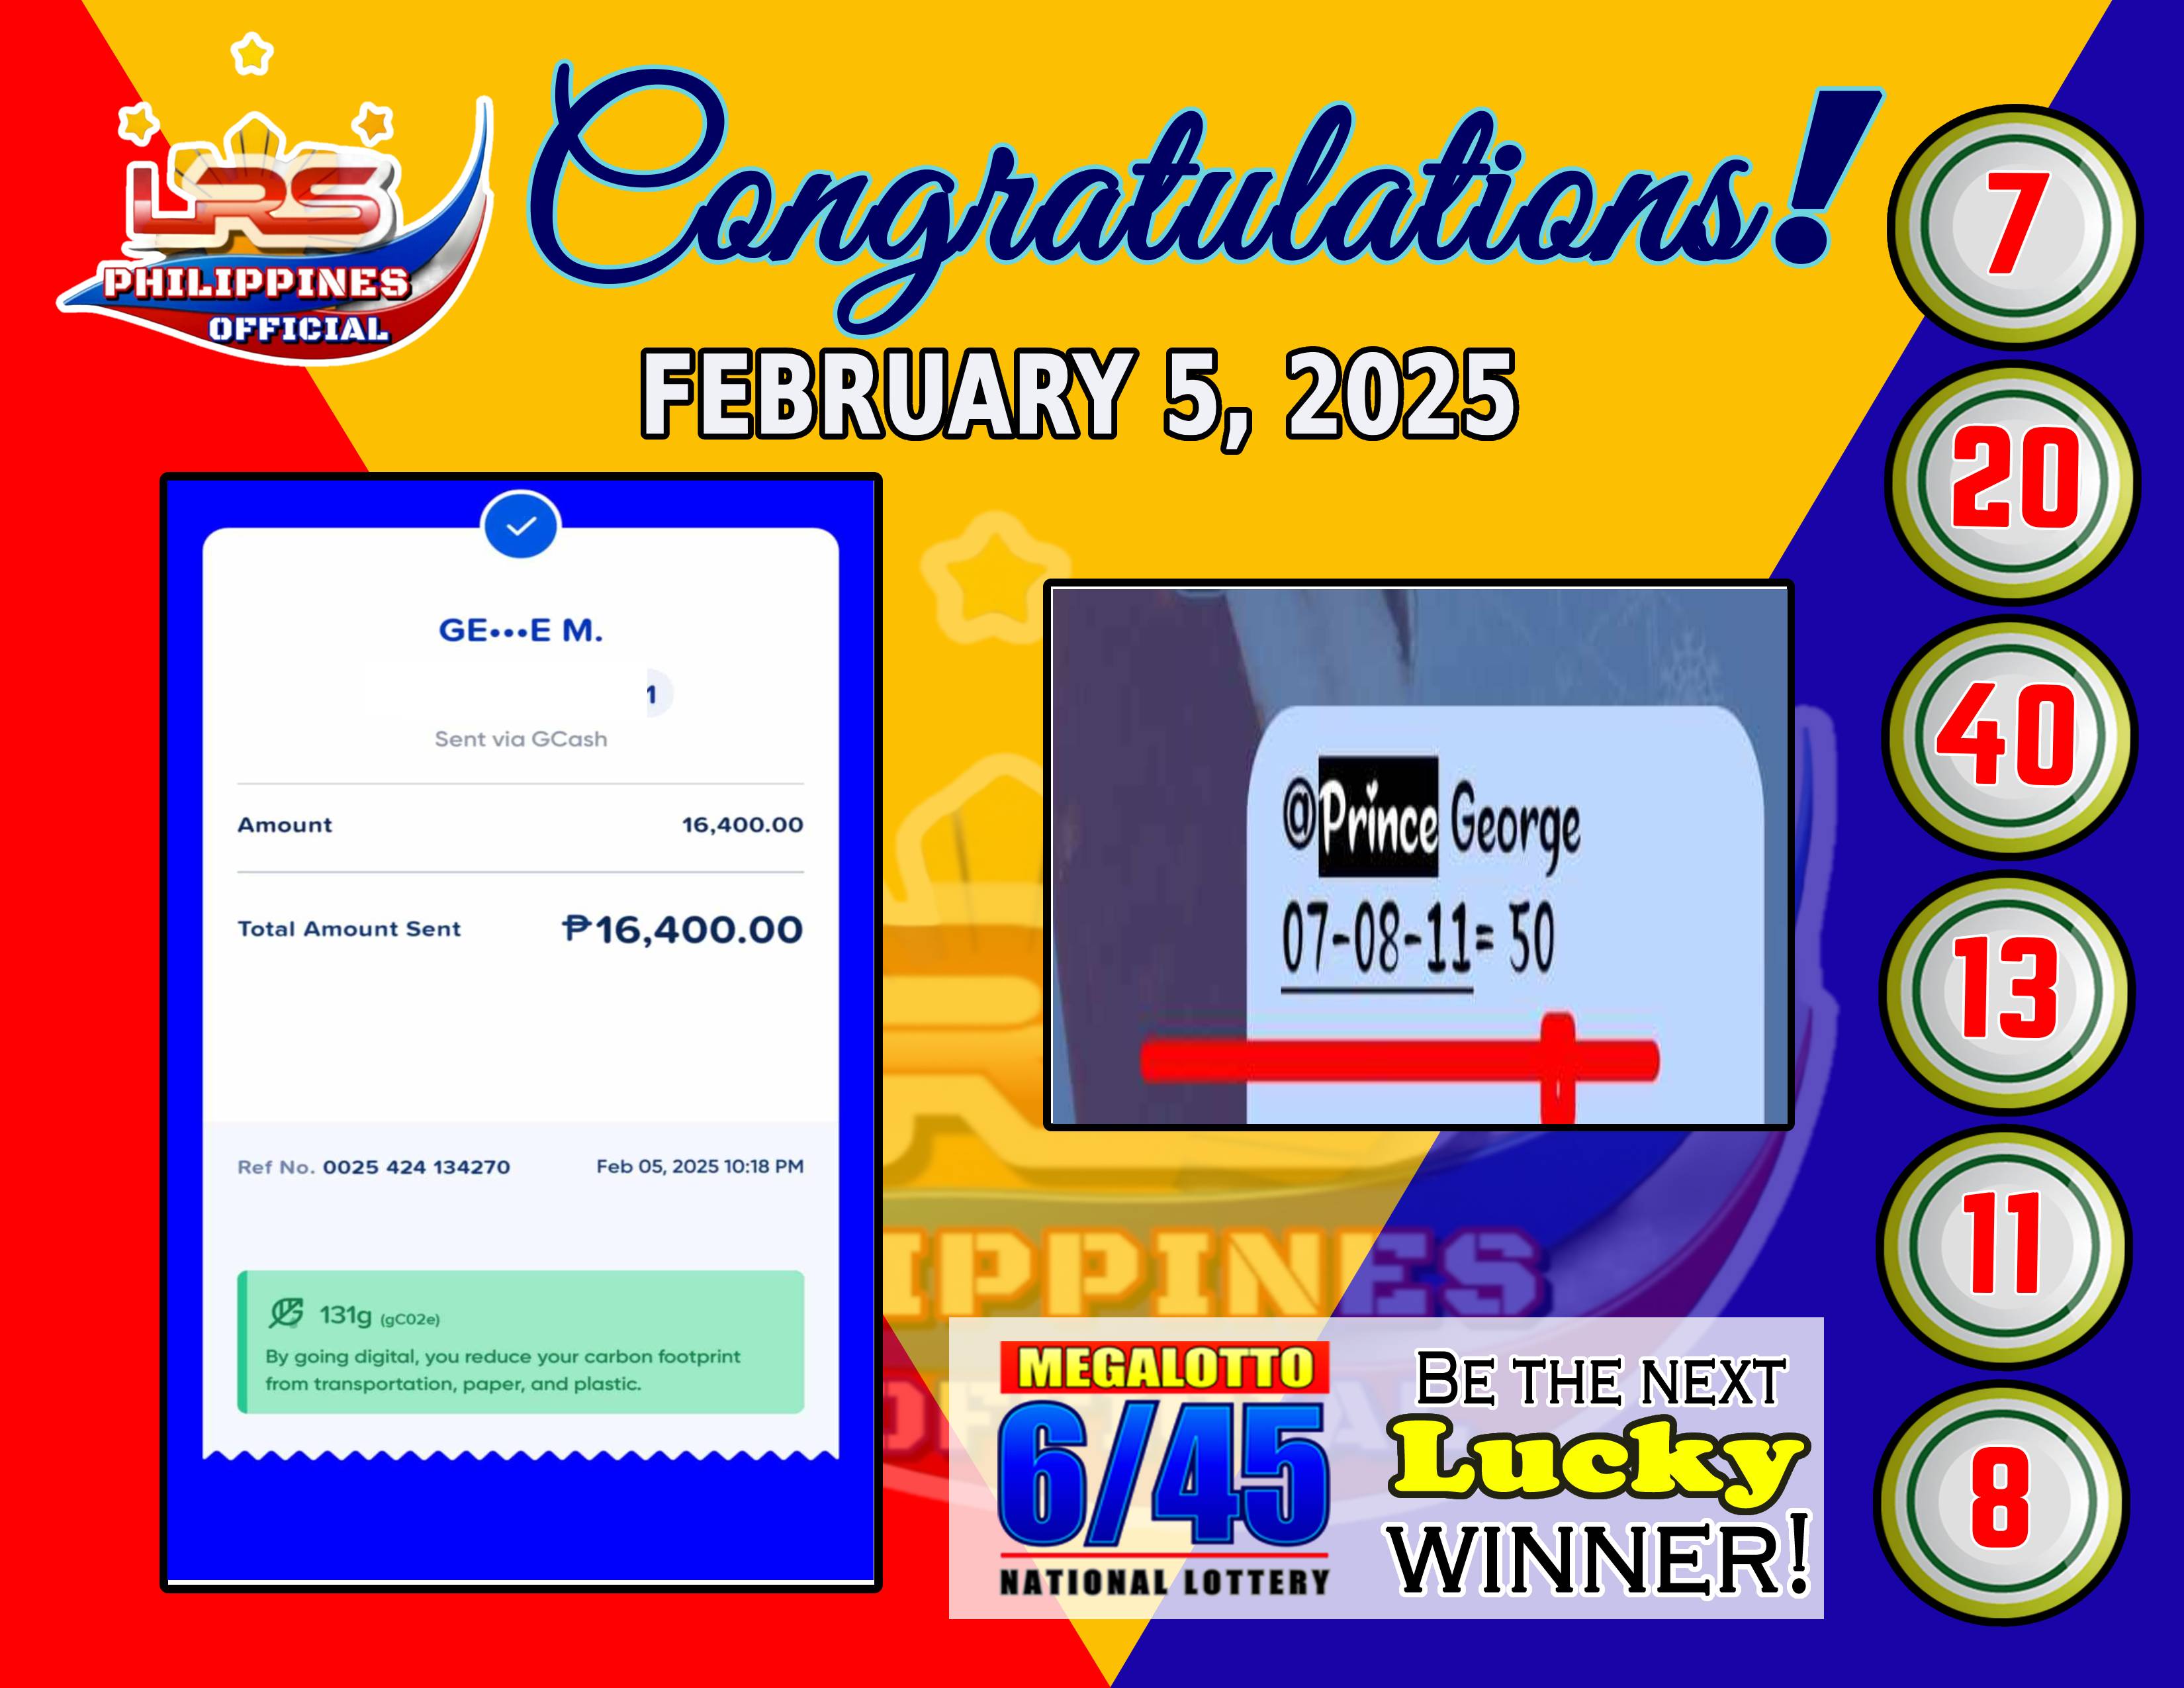 LRS
PHILIPPINES
OFFICIAL
Congratulations!
FEBRUARY 5, 2025
GE•••E M.
1
Sent via GCash
Amount 16,400.00
Total Amount Sent ₱16,400.00
Ref No. 0025 424 134270 Feb 05, 2025 10:18 PM
131g (gCO2e)
By going digital, you reduce your carbon footprint
from transportation, paper, and plastic.
@Prince George
07-08-11= 50
IPPINES
MEGALOTTO
6/45
NATIONAL LOTTERY
BE THE NEXT
Lucky
WINNER!
7
20
40
13
11
8